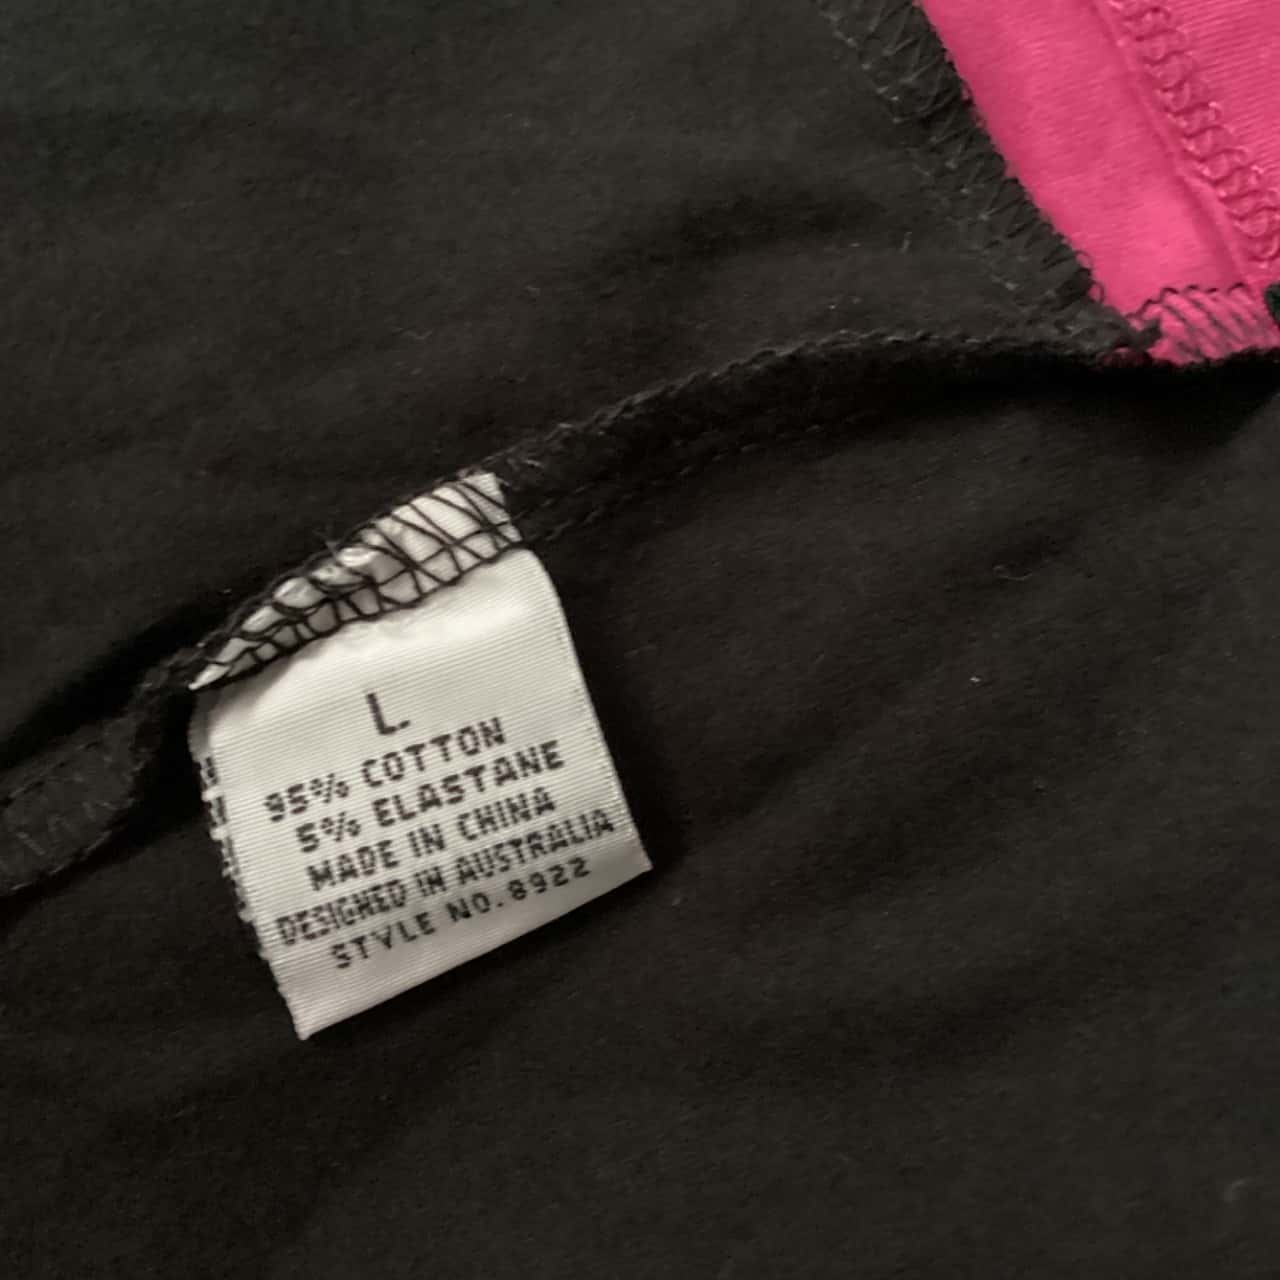 L
95% COTTON
5% ELASTANE
MADE IN CHINA
DESIGNED IN AUSTRALIA
STYLE NO.8922